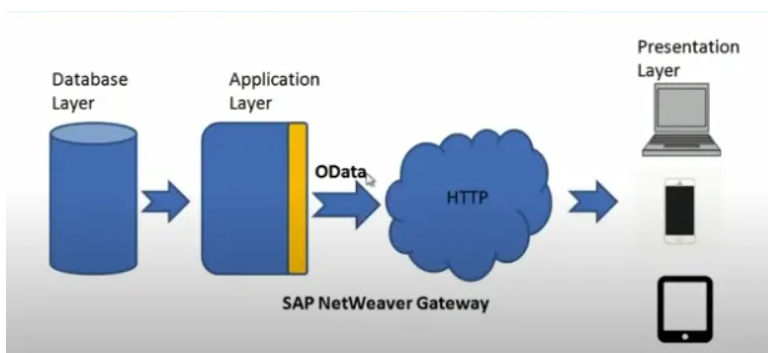 Database
Layer
Application
Layer
OData
HTTP
SAP NetWeaver Gateway
Presentation
Layer